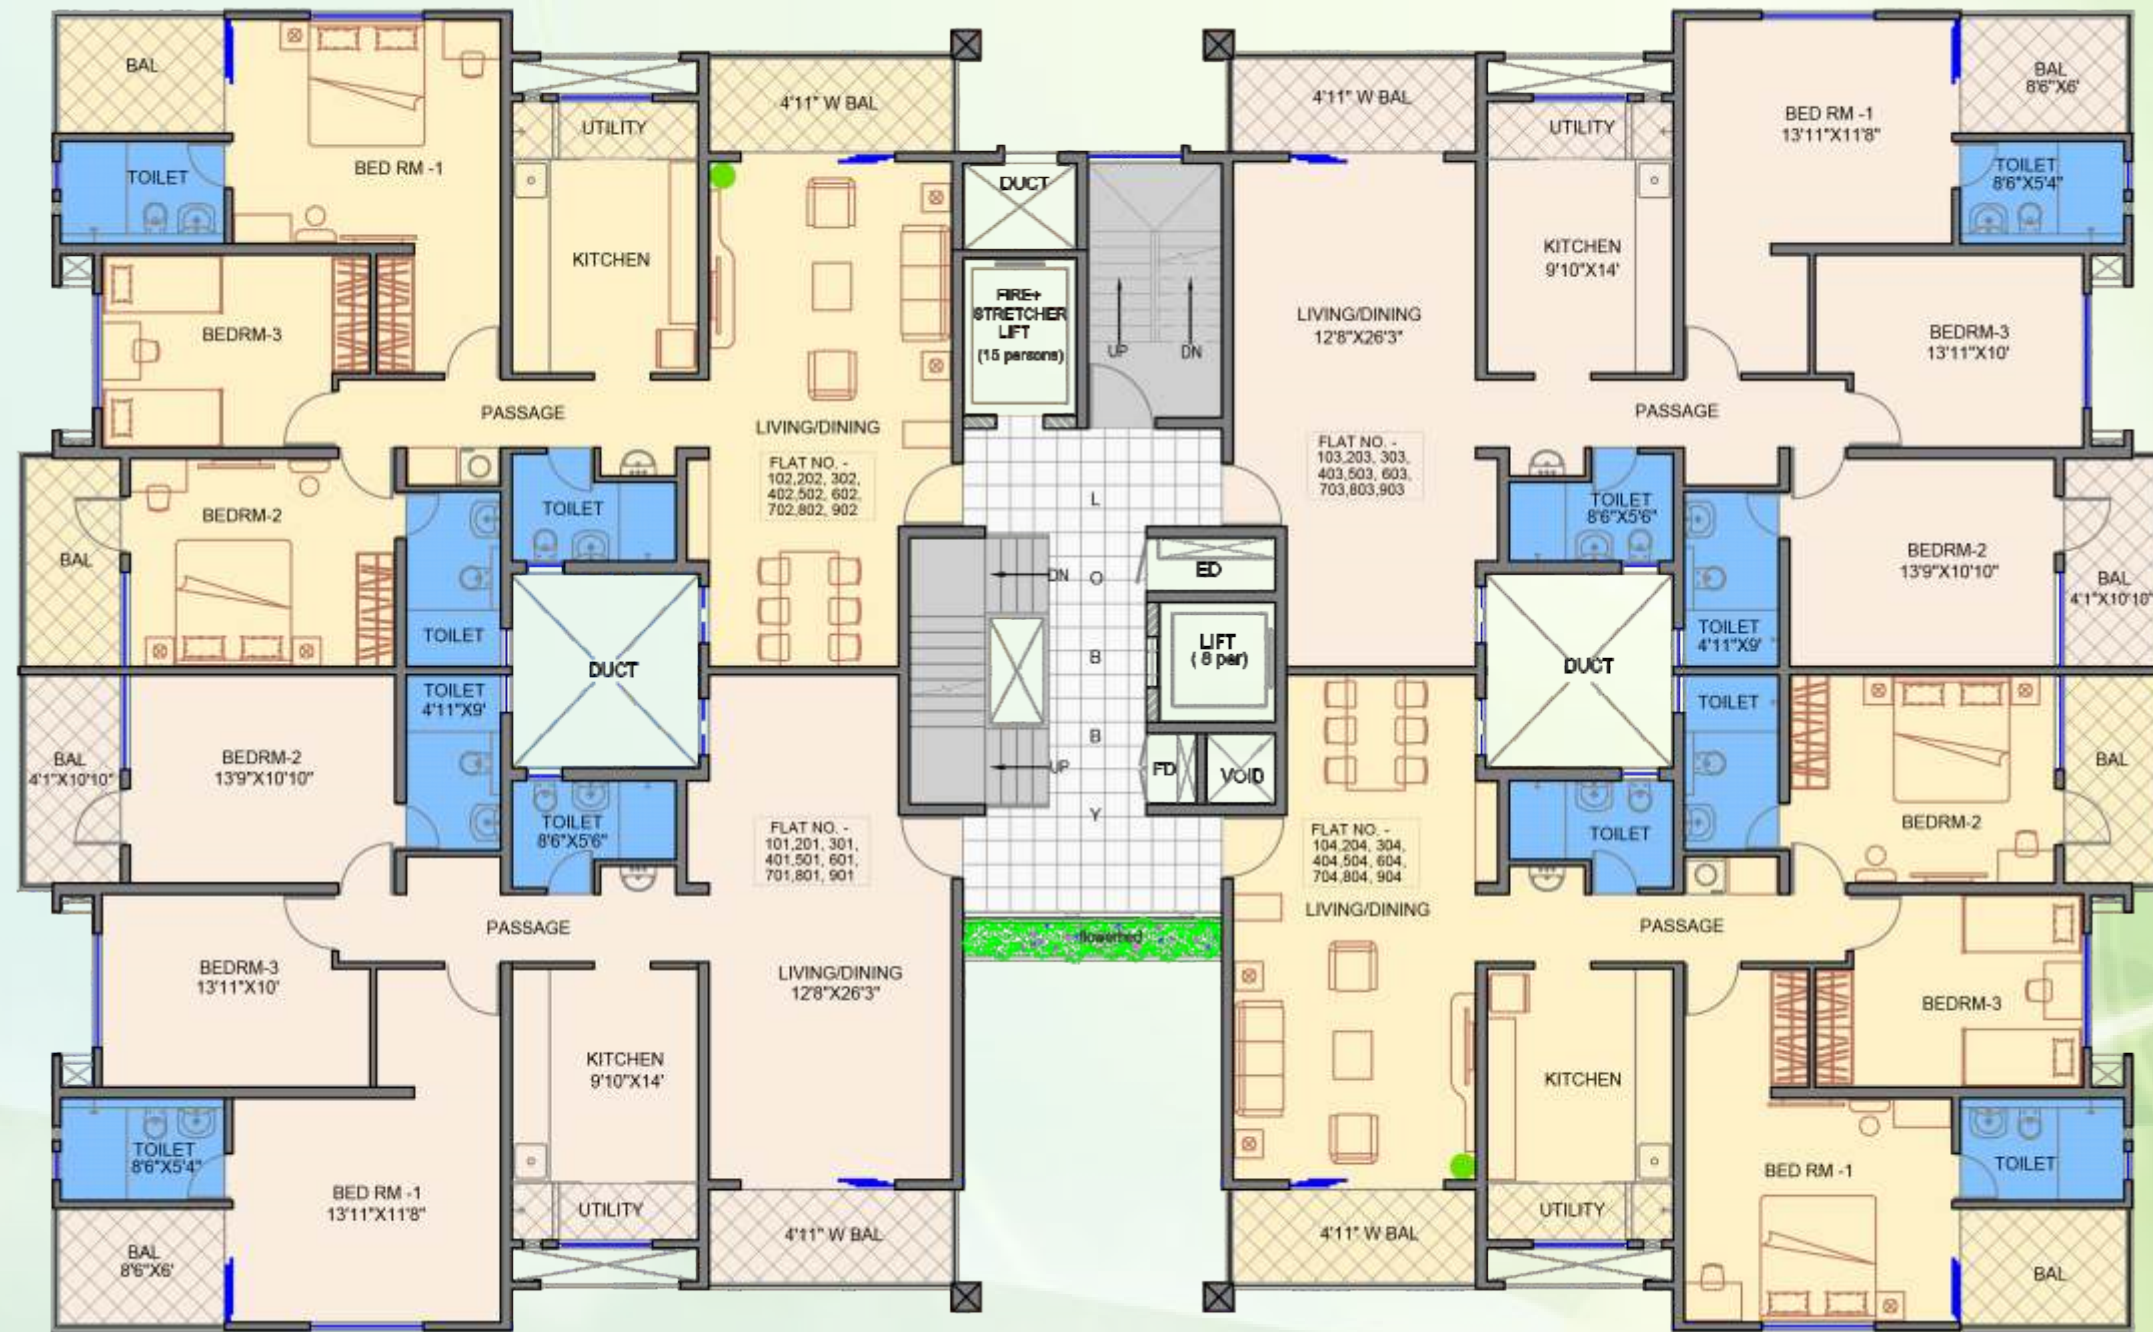 BAL
BED RM -1
TOILET
UTILITY
4'11" W BAL
KITCHEN
BEDRM-3
PASSAGE
LIVING/DINING
FLAT NO. -
102,202, 302,
402,502, 602,
702,802, 902
TOILET
BEDRM-2
BAL
TOILET
DUCT
DUCT
FIRE+
STRETCHER
LIFT
(15 persons)
UP
DN
4'11" W BAL
UTILITY
BED RM -1
13'11"X11'8"
BAL
8'6"X6'
TOILET
8'6"X5'4"
KITCHEN
9'10"X14'
LIVING/DINING
12'8"X26'3"
BEDRM-3
13'11"X10'
PASSAGE
FLAT NO. -
103,203, 303,
403,503, 603,
703,803,903
TOILET
8'6"X5'6"
BEDRM-2
13'9"X10'10"
BAL
4'1"X10'10"
TOILET
4'11"X9'
DUCT
L
O
B
B
Y
DN
UP
ED
LIFT
( 8 per)
FD
VOID
flowerbed
TOILET
4'11"X9'
BEDRM-2
13'9"X10'10"
BAL
4'1"X10'10"
TOILET
8'6"X5'6"
FLAT NO. -
101,201, 301,
401,501, 601,
701,801, 901
PASSAGE
BEDRM-3
13'11"X10'
LIVING/DINING
12'8"X26'3"
KITCHEN
9'10"X14'
TOILET
8'6"X5'4"
BED RM -1
13'11"X11'8"
UTILITY
4'11" W BAL
BAL
8'6"X6'
TOILET
BAL
BEDRM-2
TOILET
FLAT NO. -
104,204, 304,
404,504, 604,
704,804, 904
LIVING/DINING
PASSAGE
BEDRM-3
KITCHEN
BED RM -1
TOILET
UTILITY
4'11" W BAL
BAL